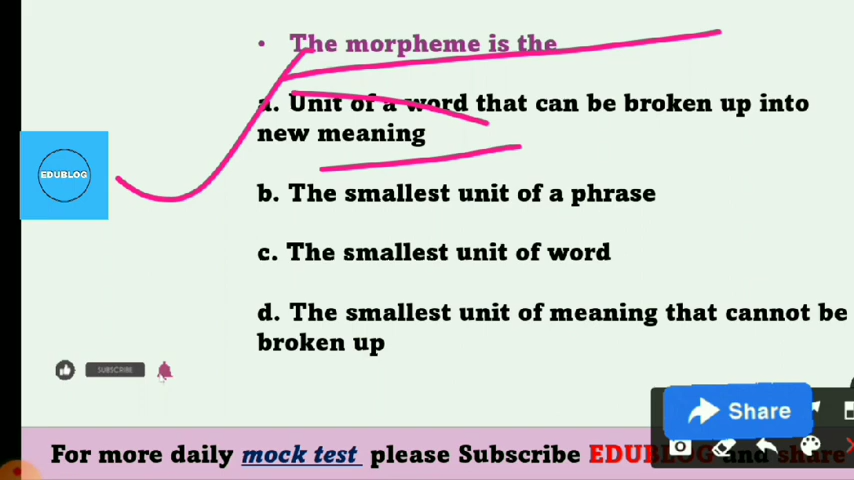 • The morpheme is the
a. Unit of a word that can be broken up into
new meaning
EDUBLOG
b. The smallest unit of a phrase
c. The smallest unit of word
d. The smallest unit of meaning that cannot be
broken up
SUBSCRIBE
Share
For more daily mock test please Subscribe EDUBLOG and share